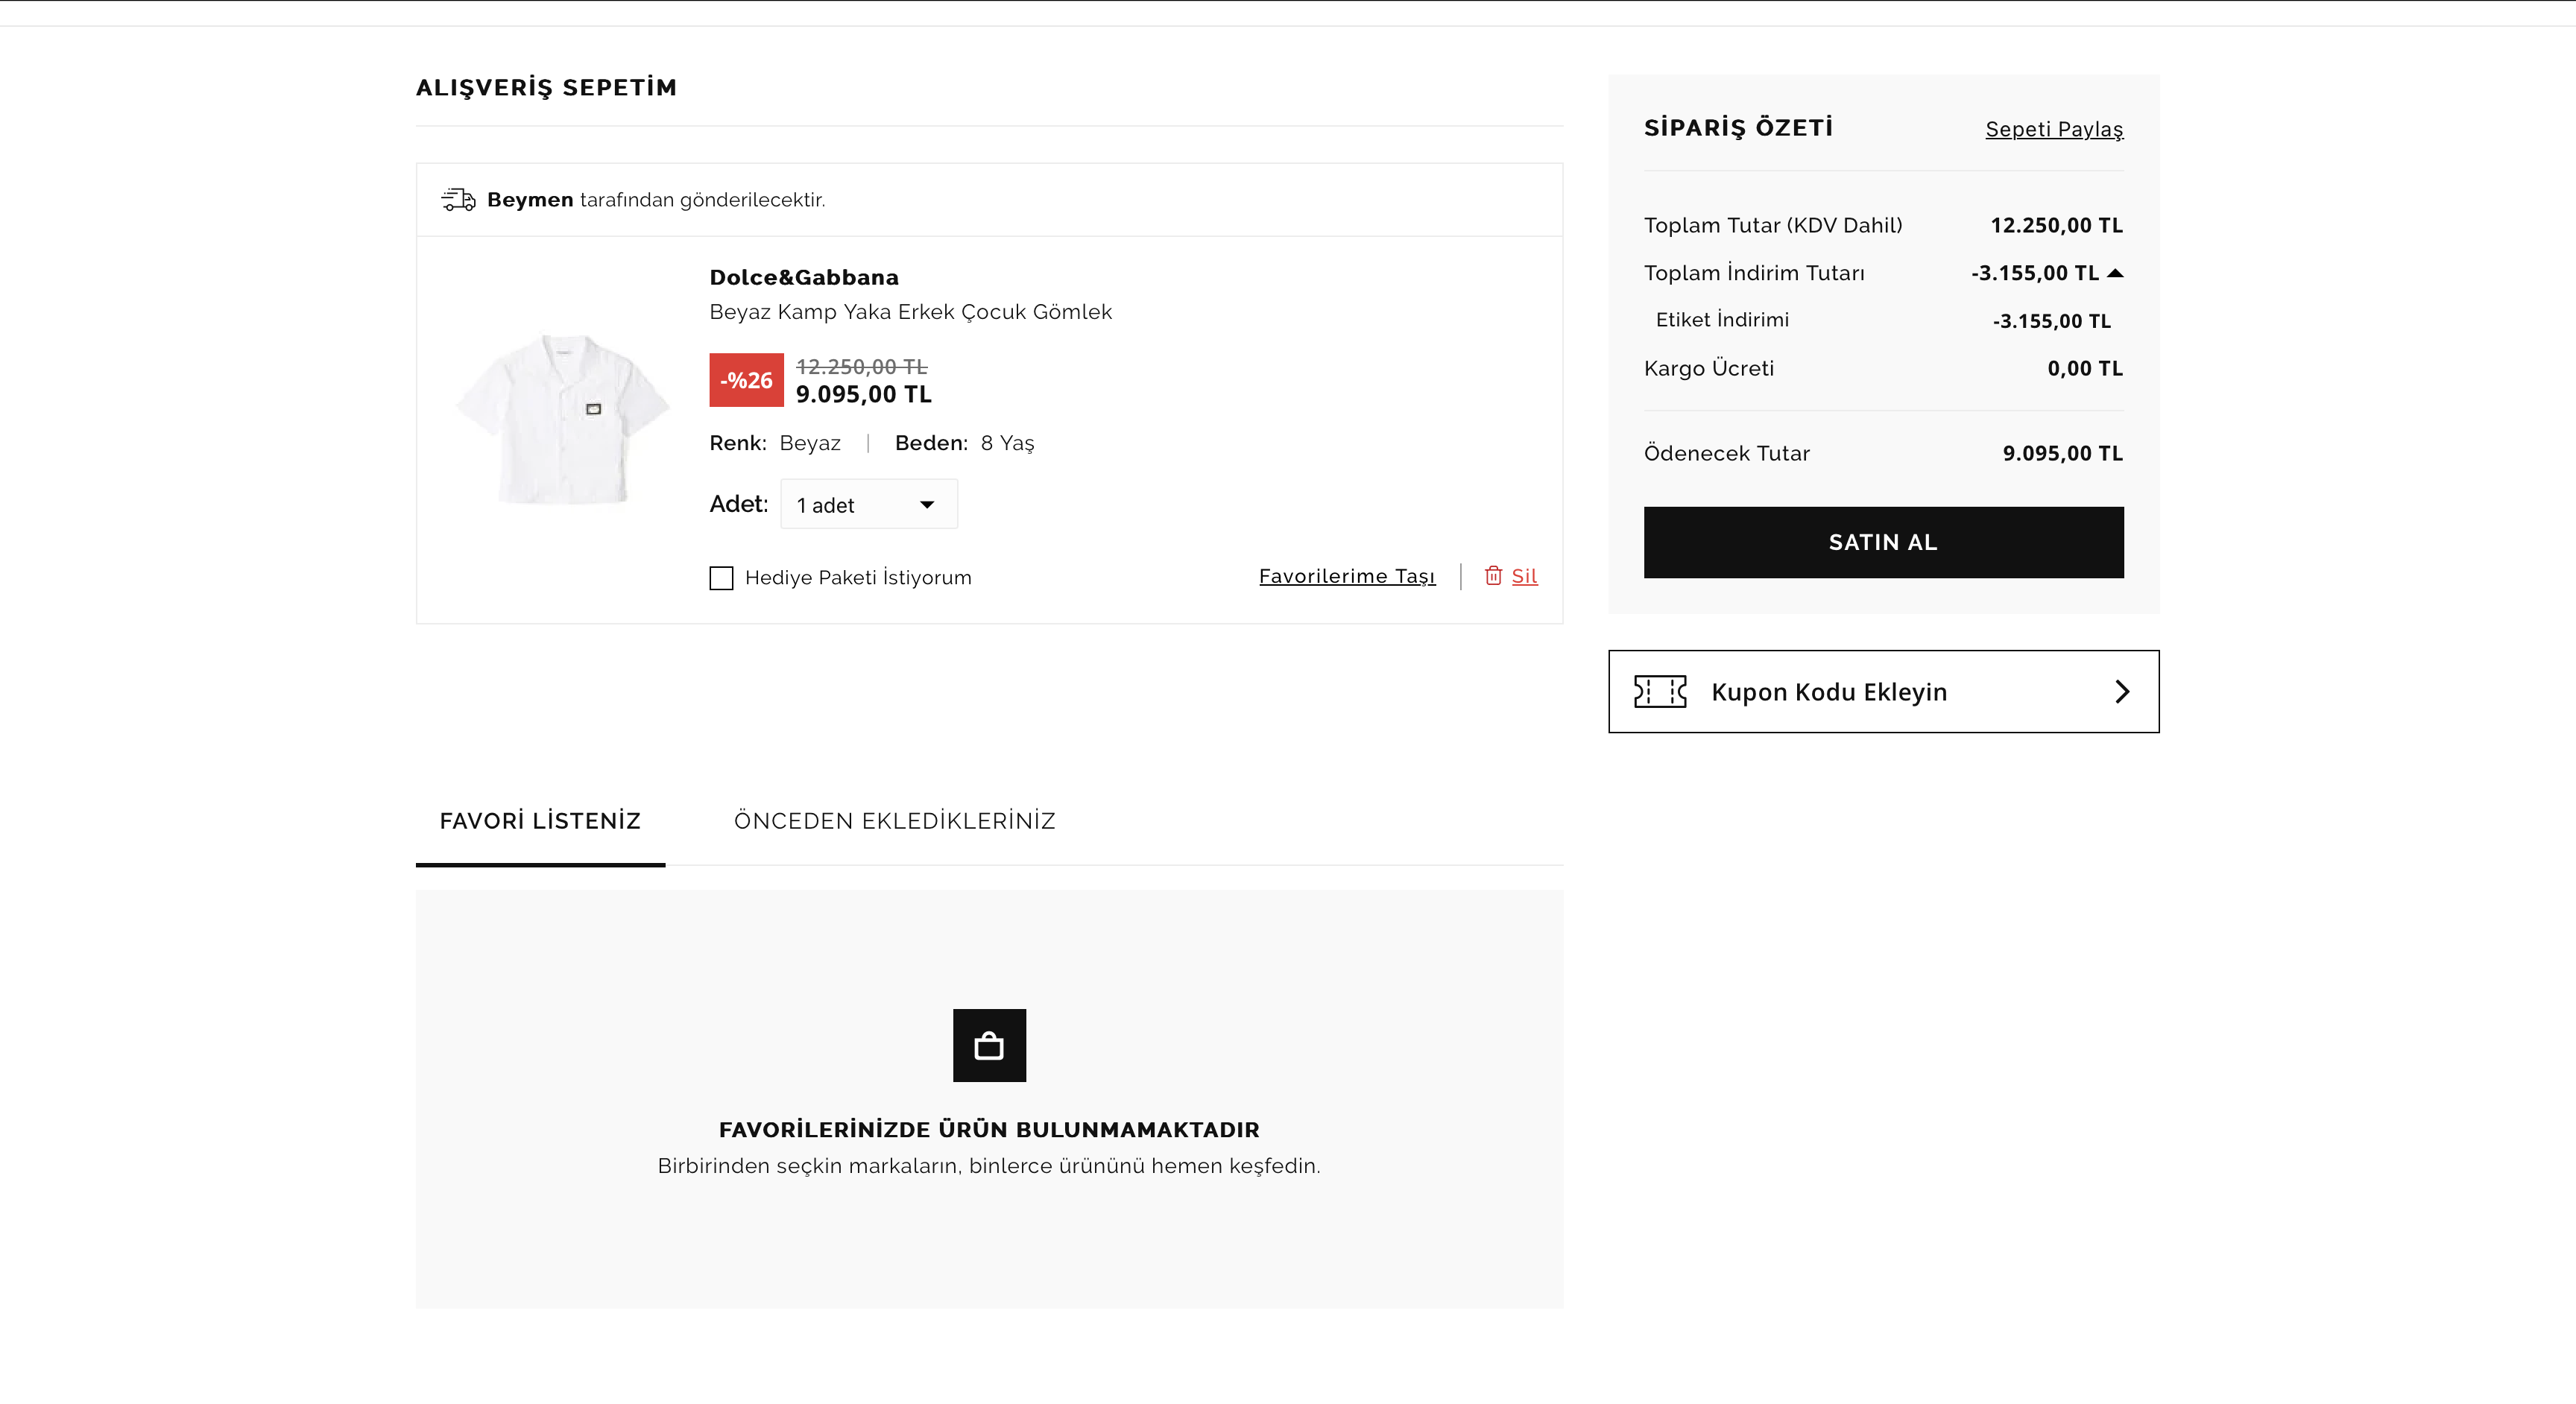 ALIŞVERİŞ SEPETİM
Beymen tarafından gönderilecektir.
Dolce&Gabbana
Beyaz Kamp Yaka Erkek Çocuk Gömlek
-%26
12.250,00 TL
9.095,00 TL
Renk: Beyaz | Beden: 8 Yaş
Adet: 1 adet
Hediye Paketi İstiyorum
Favorilerime Taşı | Sil
SİPARİŞ ÖZETİ Sepeti Paylaş
Toplam Tutar (KDV Dahil) 12.250,00 TL
Toplam İndirim Tutarı -3.155,00 TL
Etiket İndirimi -3.155,00 TL
Kargo Ücreti 0,00 TL
Ödenecek Tutar 9.095,00 TL
SATIN AL
Kupon Kodu Ekleyin
FAVORİ LİSTENİZ ÖNCEDEN EKLEDİKLERİNİZ
FAVORİLERİNİZDE ÜRÜN BULUNMAMAKTADIR
Birbirinden seçkin markaların, binlerce ürününü hemen keşfedin.